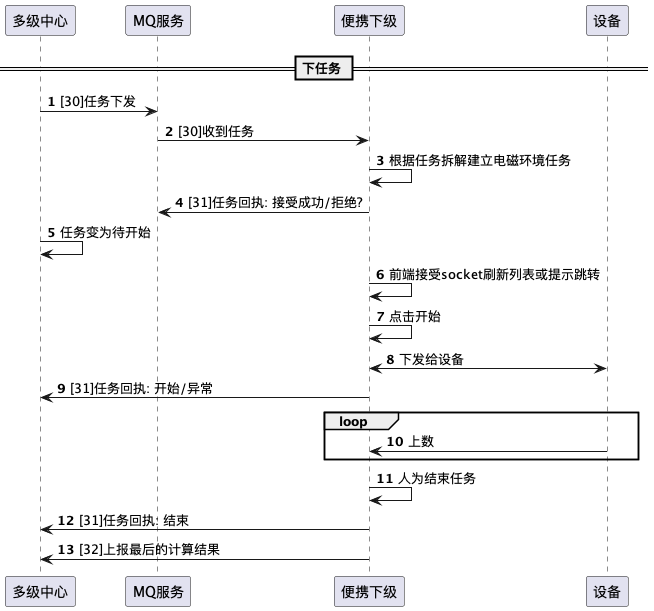 多级中心
MQ服务
便携下级
设备
下任务
1 [30]任务下发
2 [30]收到任务
3 根据任务拆解建立电磁环境任务
4 [31]任务回执: 接受成功/拒绝?
5 任务变为待开始
6 前端接受socket刷新列表或提示跳转
7 点击开始
8 下发给设备
9 [31]任务回执: 开始/异常
loop
10 上数
11 人为结束任务
12 [31]任务回执: 结束
13 [32]上报最后的计算结果
多级中心
MQ服务
便携下级
设备